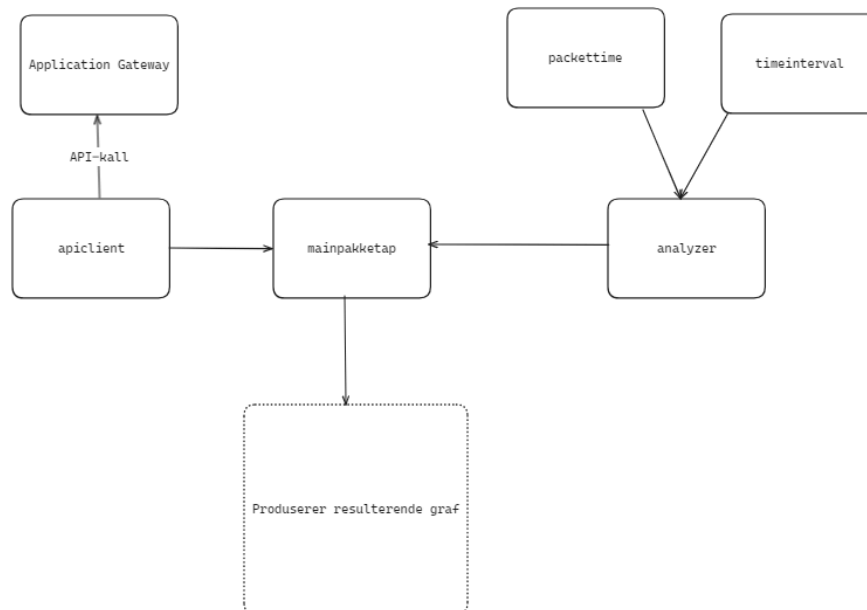 Application Gateway
packettime
timeinterval
API-kall
apiclient
mainpakketap
analyzer
Produserer resulterende graf